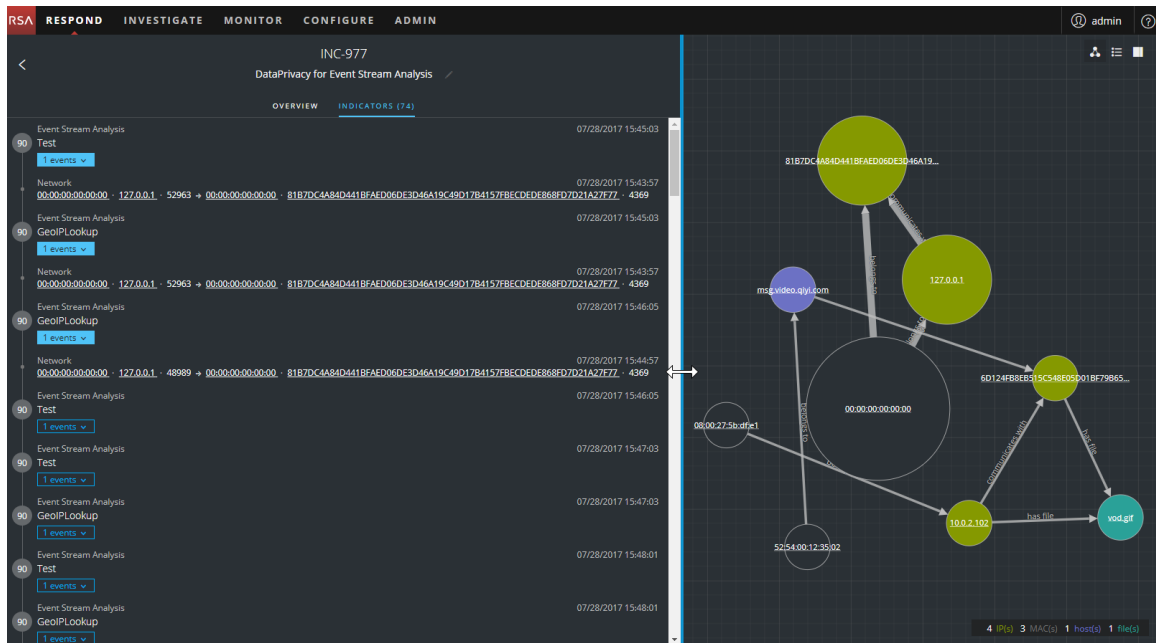 RSA RESPOND INVESTIGATE MONITOR CONFIGURE ADMIN admin ?
INC-977
DataPrivacy for Event Stream Analysis
OVERVIEW INDICATORS (74)
Event Stream Analysis 07/28/2017 15:45:03
90 Test
1 events
Network 07/28/2017 15:43:57
00:00:00:00:00:00 · 127.0.0.1 · 52963 → 00:00:00:00:00:00 · 81B7DC4A84D441BFAED06DE3D46A19C49D17B4157FBECDEDE868FD7D21A27F77 · 4369
Event Stream Analysis 07/28/2017 15:45:03
90 GeoIPLookup
1 events
Network 07/28/2017 15:43:57
00:00:00:00:00:00 · 127.0.0.1 · 52963 → 00:00:00:00:00:00 · 81B7DC4A84D441BFAED06DE3D46A19C49D17B4157FBECDEDE868FD7D21A27F77 · 4369
Event Stream Analysis 07/28/2017 15:46:05
90 GeoIPLookup
1 events
Network 07/28/2017 15:44:57
00:00:00:00:00:00 · 127.0.0.1 · 48989 → 00:00:00:00:00:00 · 81B7DC4A84D441BFAED06DE3D46A19C49D17B4157FBECDEDE868FD7D21A27F77 · 4369
Event Stream Analysis 07/28/2017 15:46:05
90 Test
1 events
Event Stream Analysis 07/28/2017 15:47:03
90 Test
1 events
Event Stream Analysis 07/28/2017 15:47:03
90 GeoIPLookup
1 events
Event Stream Analysis 07/28/2017 15:48:01
90 Test
1 events
Event Stream Analysis 07/28/2017 15:48:01
90 GeoIPLookup
1 events
81B7DC4A84D441BFAED06DE3D46A19...
communicates
belongs to
127.0.0.1
msg.video.qiyi.com
6D124FB8EB515C548E05D01BF79B65...
00:00:00:00:00:00
08:00:27:5b:df:e1
belongs to
communicates with
has file
10.0.2.102
has file
vod.gif
52:54:00:12:35:02
4 IP(s) 3 MAC(s) 1 host(s) 1 file(s)